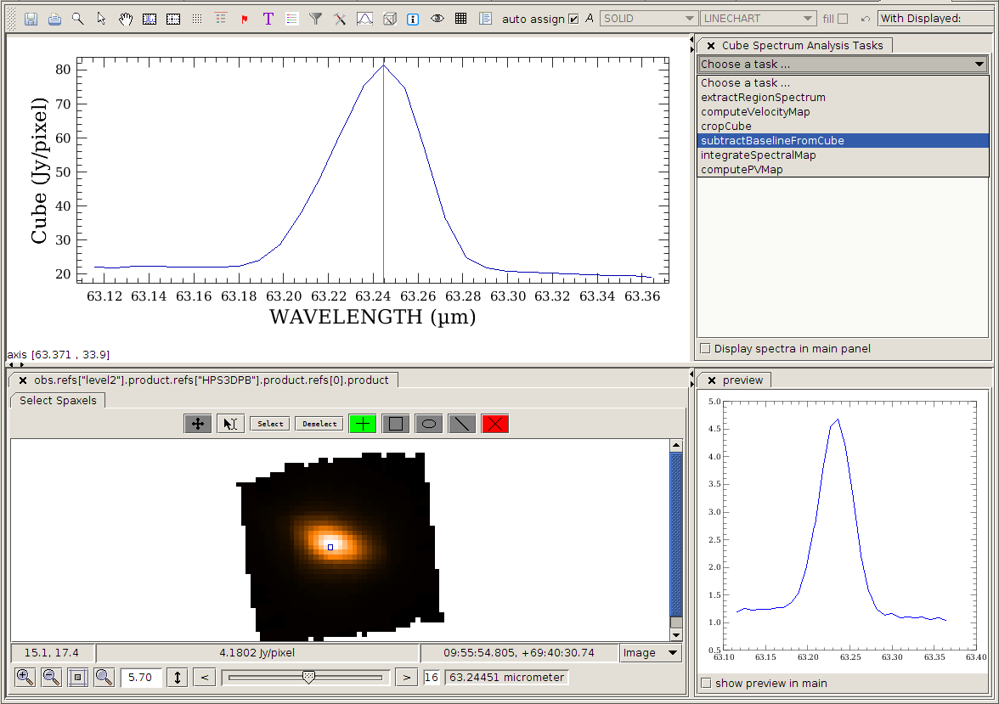 T i auto assign A SOLID LINECHART fill With Displayed:
80
70
60
50
40
30
20
Cube (Jy/pixel)
63.12 63.14 63.16 63.18 63.20 63.22 63.24 63.26 63.28 63.30 63.32 63.34 63.36
WAVELENGTH (µm)
axis [63.371 , 33.9]
Cube Spectrum Analysis Tasks
Choose a task ...
Choose a task ...
extractRegionSpectrum
computeVelocityMap
cropCube
subtractBaselineFromCube
integrateSpectralMap
computePVMap
Display spectra in main panel
obs.refs["level2"].product.refs["HPS3DPB"].product.refs[0].product
Select Spaxels
Select Deselect
15.1, 17.4 4.1802 Jy/pixel 09:55:54.805, +69:40:30.74 Image
5.70 < > 16 63.24451 micrometer
preview
5.0
4.5
4.0
3.5
3.0
2.5
2.0
1.5
1.0
0.5
63.10 63.15 63.20 63.25 63.30 63.35 63.40
show preview in main